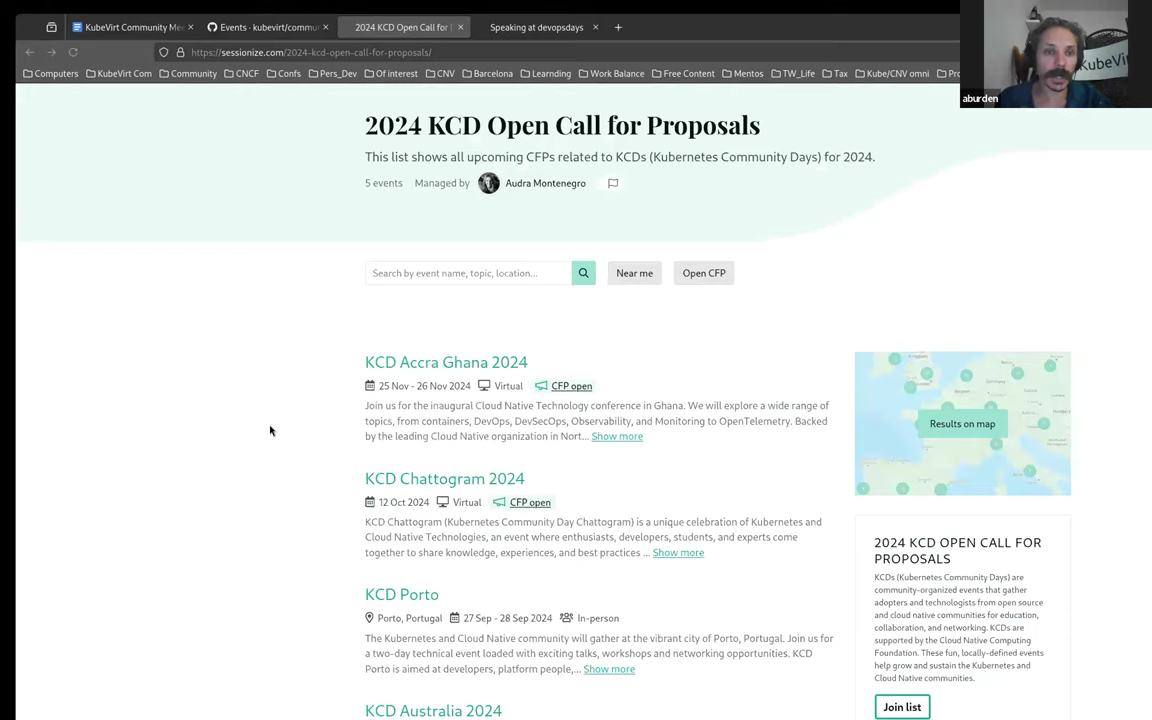 KubeVirt Community Mee
Events · kubevirt/commu
2024 KCD Open Call for
Speaking at devopsdays
https://sessionize.com/2024-kcd-open-call-for-proposals/
Computers
KubeVirt Com
Community
CNCF
Confs
Pers_Dev
Of interest
CNV
Barcelona
Learnding
Work Balance
Free Content
Mentos
TW_Life
Tax
Kube/CNV omni
KubeVir
aburden
2024 KCD Open Call for Proposals
This list shows all upcoming CFPs related to KCDs (Kubernetes Community Days) for 2024.
5 events Managed by Audra Montenegro
Search by event name, topic, location...
Near me
Open CFP
KCD Accra Ghana 2024
25 Nov - 26 Nov 2024 Virtual CFP open
Join us for the inaugural Cloud Native Technology conference in Ghana. We will explore a wide range of
topics, from containers, DevOps, DevSecOps, Observability, and Monitoring to OpenTelemetry. Backed
by the leading Cloud Native organization in Nort... Show more
KCD Chattogram 2024
12 Oct 2024 Virtual CFP open
KCD Chattogram (Kubernetes Community Day Chattogram) is a unique celebration of Kubernetes and
Cloud Native Technologies, an event where enthusiasts, developers, students, and experts come
together to share knowledge, experiences, and best practices ... Show more
KCD Porto
Porto, Portugal 27 Sep - 28 Sep 2024 In-person
The Kubernetes and Cloud Native community will gather at the vibrant city of Porto, Portugal. Join us for
a two-day technical event loaded with exciting talks, workshops and networking opportunities. KCD
Porto is aimed at developers, platform people,... Show more
KCD Australia 2024
Results on map
2024 KCD OPEN CALL FOR
PROPOSALS
KCDs (Kubernetes Community Days) are
community-organized events that gather
adopters and technologists from open source
and cloud native communities for education,
collaboration, and networking. KCDs are
supported by the Cloud Native Computing
Foundation. These fun, locally-defined events
help grow and sustain the Kubernetes and
Cloud Native communities.
Join list